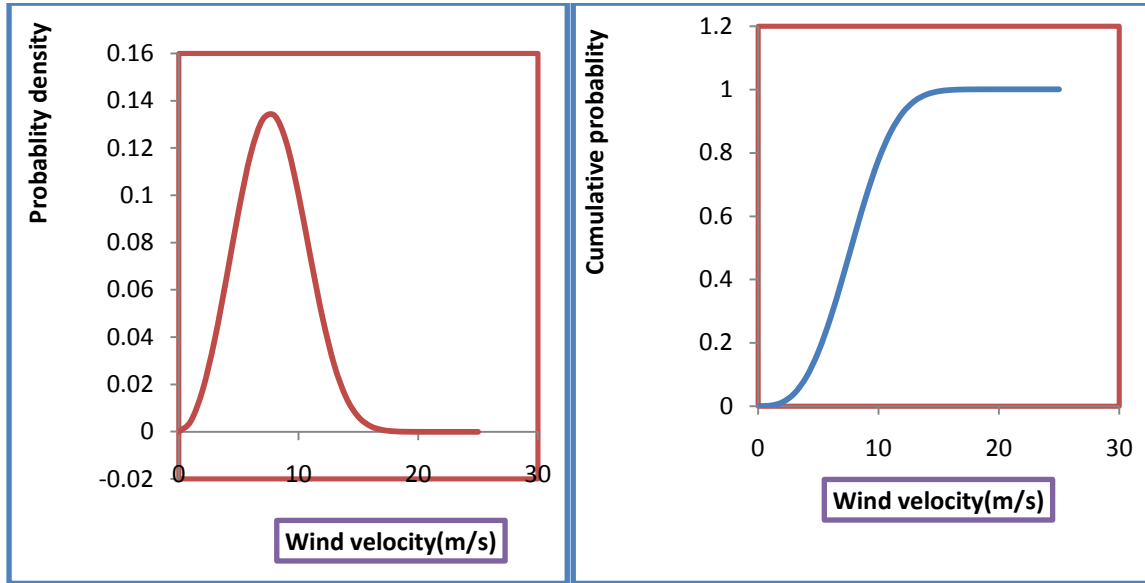 Probablity density
0.16
0.14
0.12
0.1
0.08
0.06
0.04
0.02
0
-0.02
0 10 20 30
Wind velocity(m/s)
Cumulative probablity
1.2
1
0.8
0.6
0.4
0.2
0
0 10 20 30
Wind velocity(m/s)